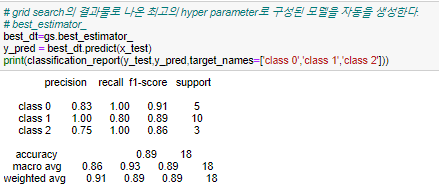 # grid search의 결과물로 나온 최고의 hyper parameter로 구성된 모델을 자동을 생성한다.
# best_estimator_
best_dt=gs.best_estimator_
y_pred = best_dt.predict(x_test)
print(classification_report(y_test,y_pred,target_names=['class 0','class 1','class 2']))
precision recall f1-score support
class 0 0.83 1.00 0.91 5
class 1 1.00 0.80 0.89 10
class 2 0.75 1.00 0.86 3
accuracy 0.89 18
macro avg 0.86 0.93 0.89 18
weighted avg 0.91 0.89 0.89 18